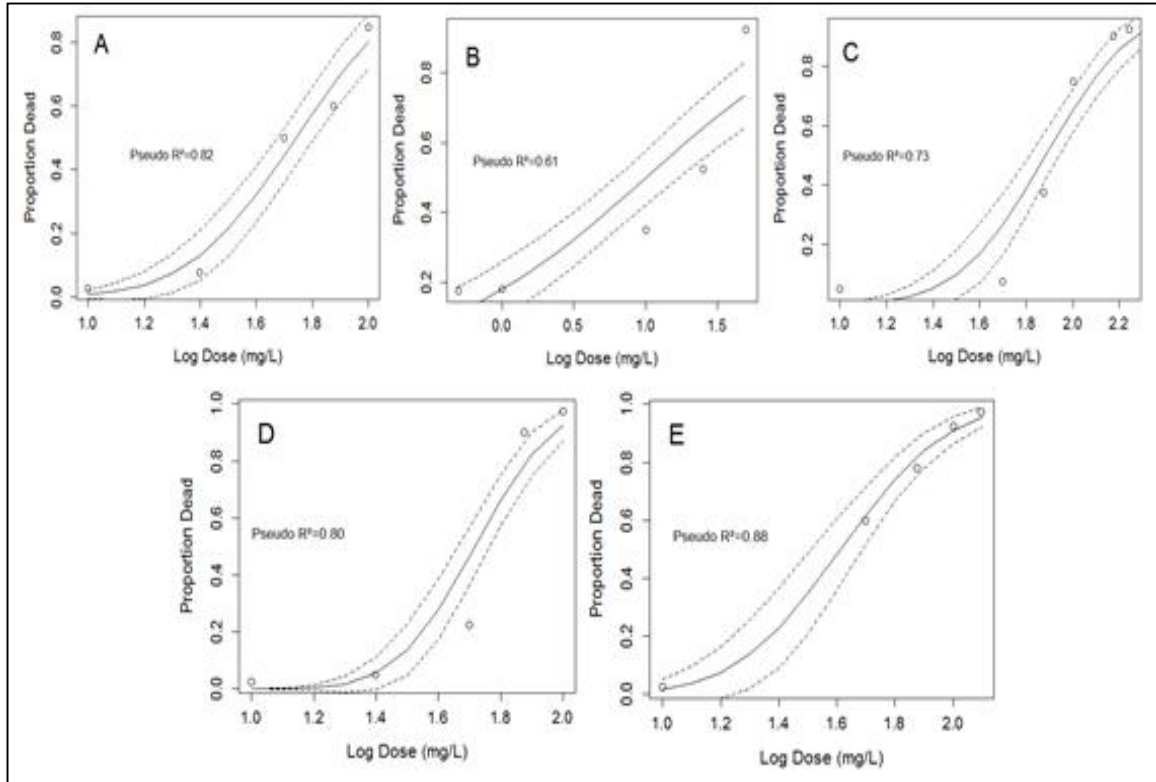 A
Pseudo R²=0.82
Proportion Dead
0.0 0.2 0.4 0.6 0.8
1.0 1.2 1.4 1.6 1.8 2.0
Log Dose (mg/L)
B
Pseudo R²=0.61
Proportion Dead
0.2 0.4 0.6 0.8
0.0 0.5 1.0 1.5
Log Dose (mg/L)
C
Pseudo R²=0.73
Proportion Dead
0.2 0.4 0.6 0.8
1.0 1.2 1.4 1.6 1.8 2.0 2.2
Log Dose (mg/L)
D
Pseudo R²=0.80
Proportion Dead
0.0 0.2 0.4 0.6 0.8 1.0
1.0 1.2 1.4 1.6 1.8 2.0
Log Dose (mg/L)
E
Pseudo R²=0.88
Proportion Dead
0.0 0.2 0.4 0.6 0.8 1.0
1.0 1.2 1.4 1.6 1.8 2.0
Log Dose (mg/L)